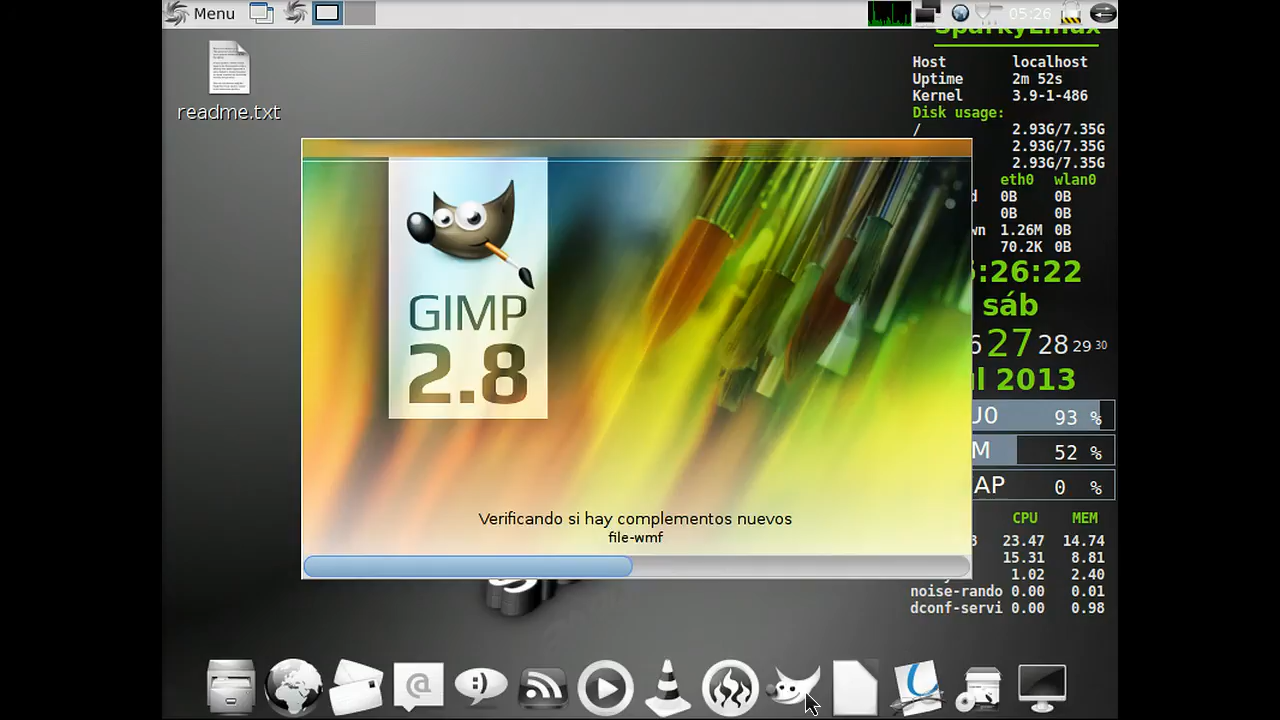 Menu
05:26
SparkyLinux
readme.txt
Host localhost
Uptime 2m 52s
Kernel 3.9-1-486
Disk usage:
/ 2.93G/7.35G
2.93G/7.35G
2.93G/7.35G
eth0 wlan0
0B 0B
0B 0B
1.26M 0B
70.2K 0B
:26:22
sáb
27 28 29 30
2013
93 %
52 %
0 %
GIMP
2.8
Verificando si hay complementos nuevos
file-wmf
CPU MEM
23.47 14.74
15.31 8.81
1.02 2.40
noise-rando 0.00 0.01
dconf-servi 0.00 0.98